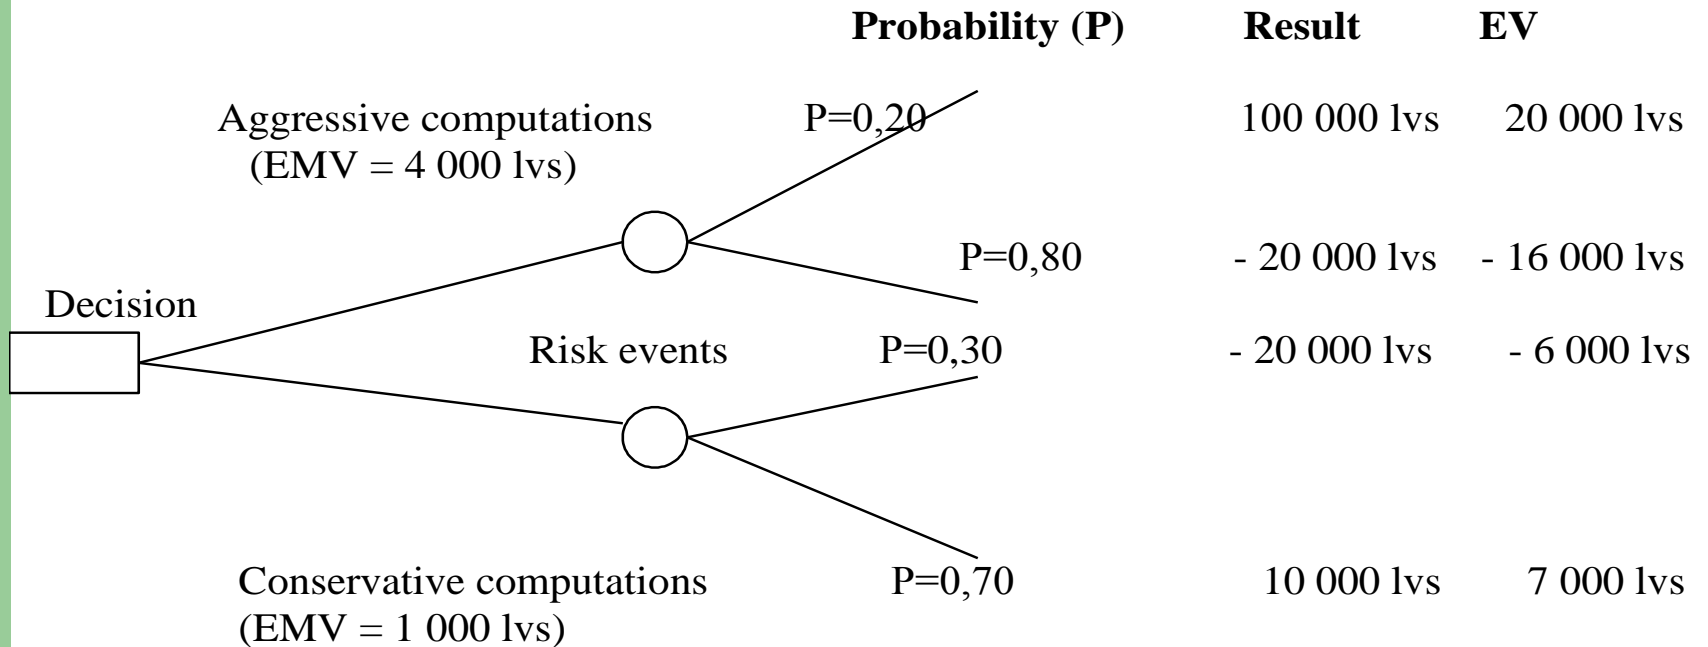 Probability (P) Result EV
Aggressive computations P=0,20 100 000 lvs 20 000 lvs
(EMV = 4 000 lvs)
P=0,80 - 20 000 lvs - 16 000 lvs
Decision
Risk events P=0,30 - 20 000 lvs - 6 000 lvs
Conservative computations P=0,70 10 000 lvs 7 000 lvs
(EMV = 1 000 lvs)